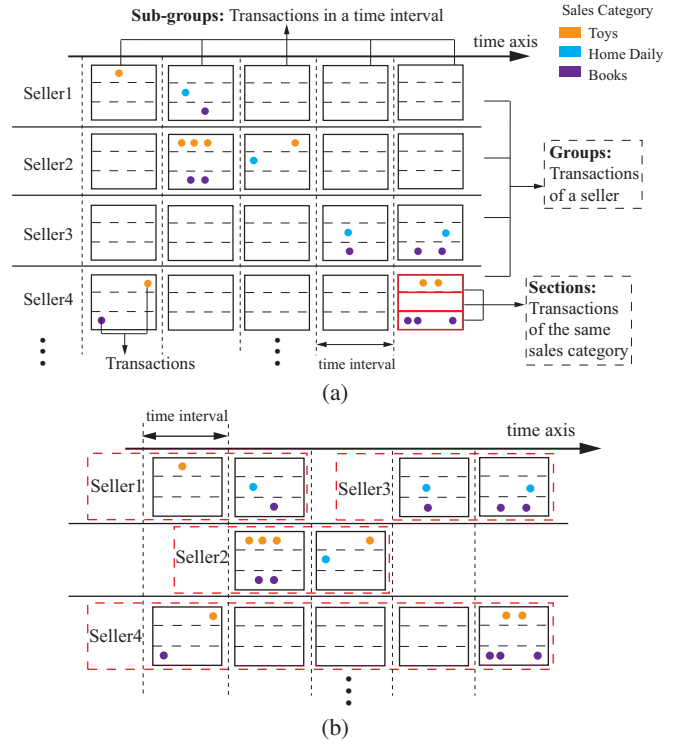 Sub-groups: Transactions in a time interval
Sales Category
Toys
Home Daily
Books
time axis
Seller1
Seller2
Groups:
Transactions
of a seller
Seller3
Seller4
Sections:
Transactions
of the same
sales category
Transactions
time interval
(a)
time interval
time axis
Seller1
Seller3
Seller2
Seller4
(b)